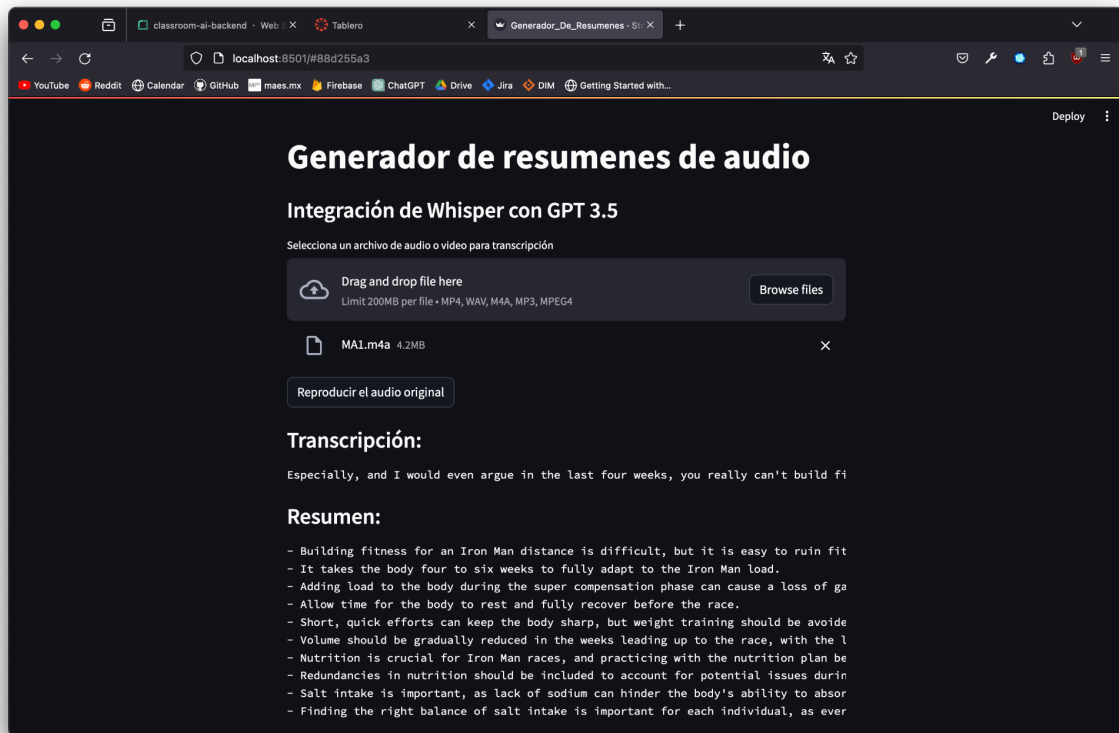 classroom-ai-backend · Web S
Tablero
Generador_De_Resumenes · St
localhost:8501/#88d255a3
1
YouTube Reddit Calendar GitHub maes.mx Firebase ChatGPT Drive Jira DIM Getting Started with...
Deploy
Generador de resumenes de audio
Integración de Whisper con GPT 3.5
Selecciona un archivo de audio o video para transcripción
Drag and drop file here
Limit 200MB per file • MP4, WAV, M4A, MP3, MPEG4
Browse files
MA1.m4a 4.2MB
Reproducir el audio original
Transcripción:
Especially, and I would even argue in the last four weeks, you really can't build fi
Resumen:
- Building fitness for an Iron Man distance is difficult, but it is easy to ruin fit
- It takes the body four to six weeks to fully adapt to the Iron Man load.
- Adding load to the body during the super compensation phase can cause a loss of ga
- Allow time for the body to rest and fully recover before the race.
- Short, quick efforts can keep the body sharp, but weight training should be avoide
- Volume should be gradually reduced in the weeks leading up to the race, with the l
- Nutrition is crucial for Iron Man races, and practicing with the nutrition plan be
- Redundancies in nutrition should be included to account for potential issues durin
- Salt intake is important, as lack of sodium can hinder the body's ability to absor
- Finding the right balance of salt intake is important for each individual, as ever